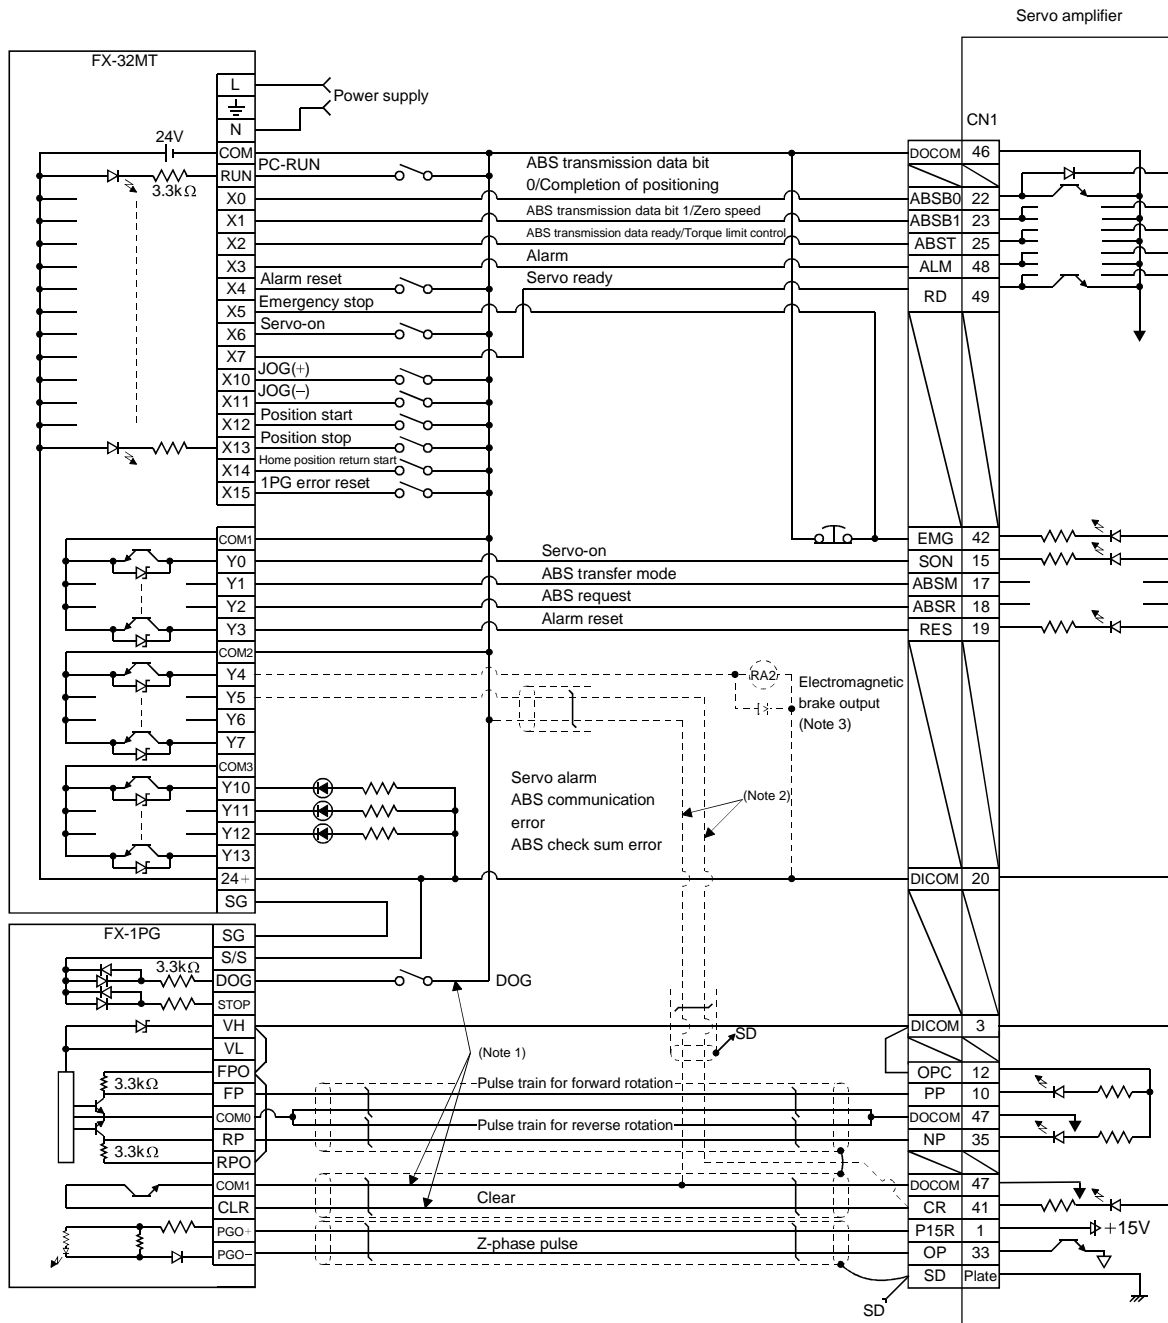 Servo amplifier
FX-32MT
L
Power supply
N
CN1
24V
COM
DOCOM 46
PC-RUN
RUN
3.3kΩ
ABS transmission data bit
0/Completion of positioning
X0
ABSB0 22
X1
ABS transmission data bit 1/Zero speed
ABSB1 23
X2
ABS transmission data ready/Torque limit control
ABST 25
X3
Alarm
ALM 48
X4
Alarm reset
Servo ready
RD 49
X5
Emergency stop
X6
Servo-on
X7
X10
JOG(+)
X11
JOG(−)
X12
Position start
X13
Position stop
X14
Home position return start
X15
1PG error reset
COM1
EMG 42
Y0
Servo-on
SON 15
Y1
ABS transfer mode
ABSM 17
Y2
ABS request
ABSR 18
Y3
Alarm reset
RES 19
COM2
Y4
RA2
Electromagnetic
brake output
(Note 3)
Y5
Y6
Y7
COM3
Y10
Y11
Y12
Y13
Servo alarm
ABS communication
error
ABS check sum error
(Note 2)
24+
DICOM 20
SG
FX-1PG
SG
S/S
3.3kΩ
DOG
DOG
STOP
VH
DICOM 3
SD
VL
(Note 1)
FPO
OPC 12
3.3kΩ
FP
Pulse train for forward rotation
PP 10
COM0
DOCOM 47
Pulse train for reverse rotation
RP
NP 35
3.3kΩ
RPO
COM1
DOCOM 47
CLR
Clear
CR 41
PGO+
P15R 1
+15V
PGO−
Z-phase pulse
OP 33
SD Plate
SD